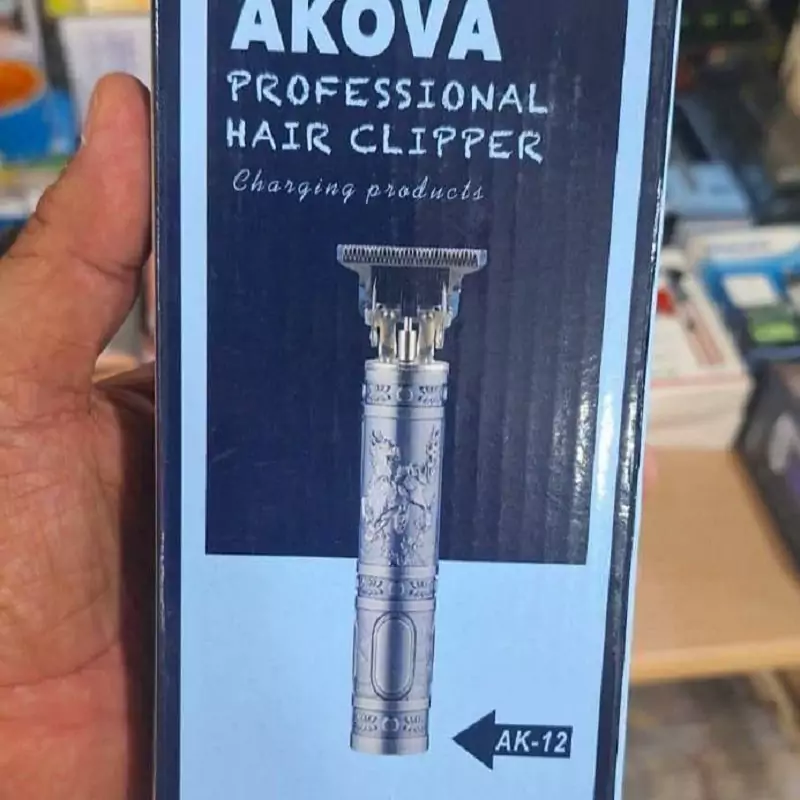 AKOVA
PROFESSIONAL
HAIR CLIPPER
Charging products
AK-12